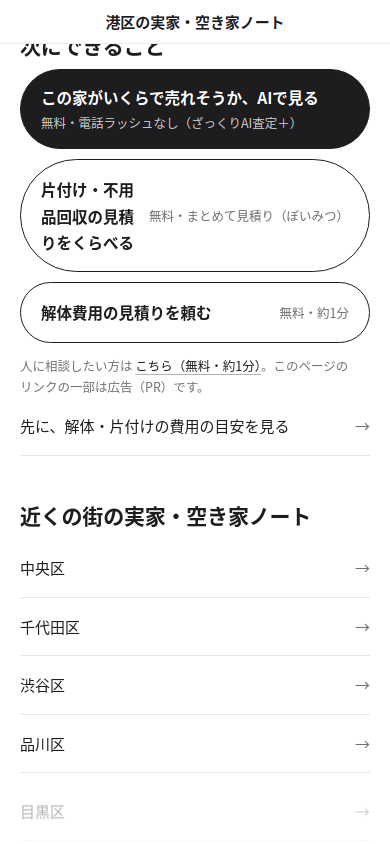 港区の実家・空き家ノート
次にできること
この家がいくらで売れそうか、AIで見る
無料・電話ラッシュなし（ざっくりAI査定＋）
片付け・不用
品回収の見積
りをくらべる
無料・まとめて見積り（ぽいみつ）
解体費用の見積りを頼む 無料・約1分
人に相談したい方は こちら（無料・約1分）。このページの
リンクの一部は広告（PR）です。
先に、解体・片付けの費用の目安を見る →
近くの街の実家・空き家ノート
中央区 →
千代田区 →
渋谷区 →
品川区 →
目黒区 →